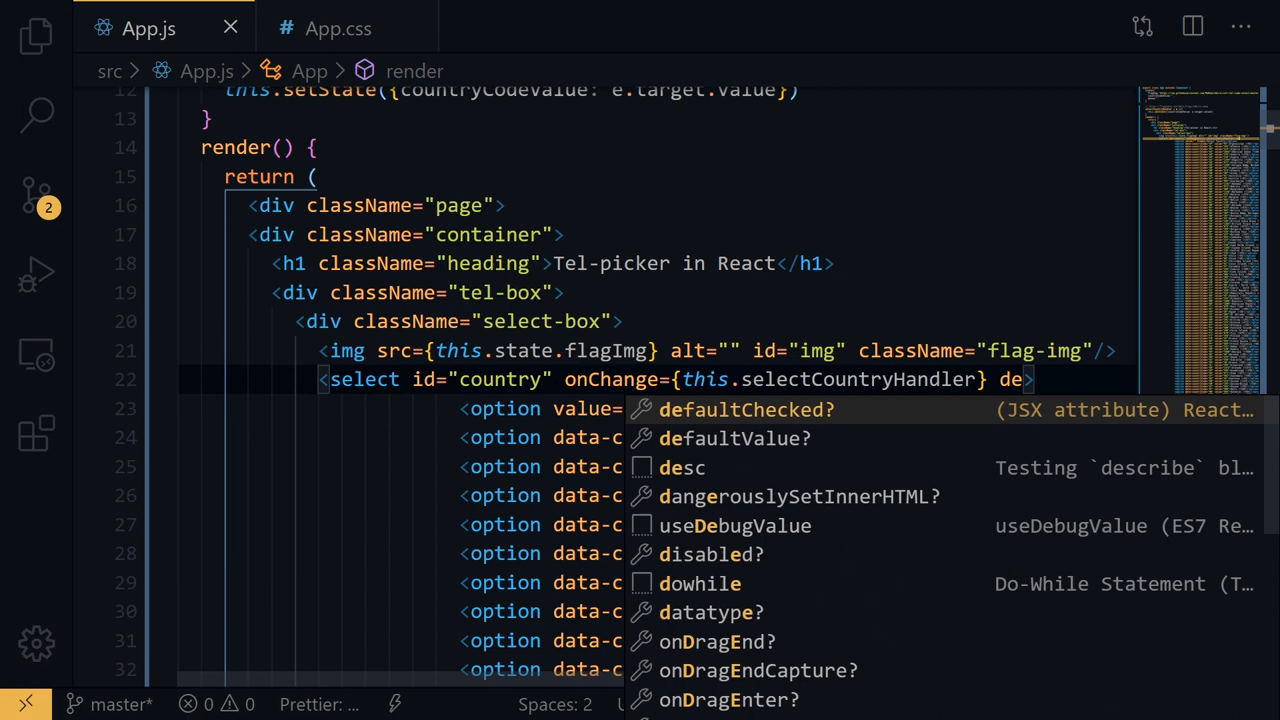 App.js
# App.css
src > App.js > App > render
12 this.setState({countryCodeValue: e.target.value})
13 }
14 render() {
15 return (
16 <div className="page">
17 <div className="container">
18 <h1 className="heading">Tel-picker in React</h1>
19 <div className="tel-box">
20 <div className="select-box">
21 <img src={this.state.flagImg} alt="" id="img" className="flag-img"/>
22 <select id="country" onChange={this.selectCountryHandler} de>
23 <option value=
24 <option data-c
25 <option data-c
26 <option data-c
27 <option data-c
28 <option data-c
29 <option data-c
30 <option data-c
31 <option data-c
32 <option data-c
defaultChecked? (JSX attribute) React…
defaultValue?
desc Testing `describe` bl…
dangerouslySetInnerHTML?
useDebugValue useDebugValue (ES7 Re…
disabled?
dowhile Do-While Statement (T…
datatype?
onDragEnd?
onDragEndCapture?
onDragEnter?
2
master* 0 0 Prettier: … Spaces: 2